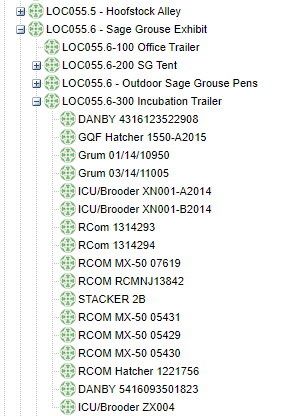 LOC055.5 - Hoofstock Alley
LOC055.6 - Sage Grouse Exhibit
LOC055.6-100 Office Trailer
LOC055.6-200 SG Tent
LOC055.6 - Outdoor Sage Grouse Pens
LOC055.6-300 Incubation Trailer
DANBY 4316123522908
GQF Hatcher 1550-A2015
Grum 01/14/10950
Grum 03/14/11005
ICU/Brooder XN001-A2014
ICU/Brooder XN001-B2014
RCom 1314293
RCom 1314294
RCOM MX-50 07619
RCOM RCMNJ13842
STACKER 2B
RCOM MX-50 05431
RCOM MX-50 05429
RCOM MX-50 05430
RCOM Hatcher 1221756
DANBY 5416093501823
ICU/Brooder ZX004